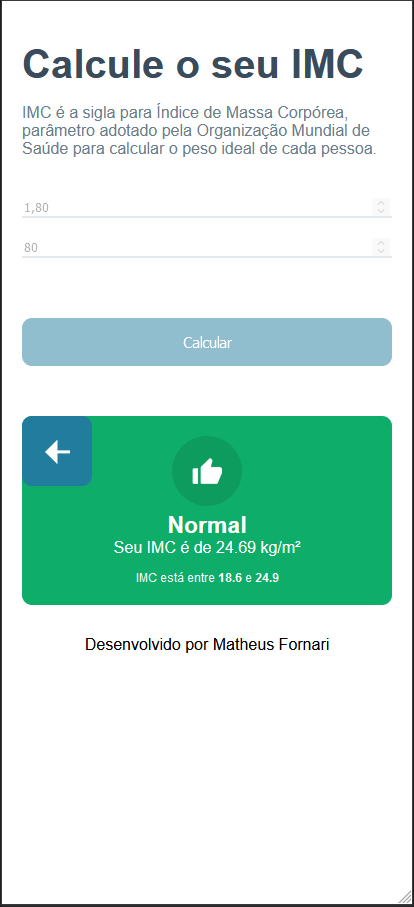 Calcule o seu IMC
IMC é a sigla para Índice de Massa Corpórea,
parâmetro adotado pela Organização Mundial de
Saúde para calcular o peso ideal de cada pessoa.
1,80
80
Calcular
Normal
Seu IMC é de 24.69 kg/m²
IMC está entre 18.6 e 24.9
Desenvolvido por Matheus Fornari